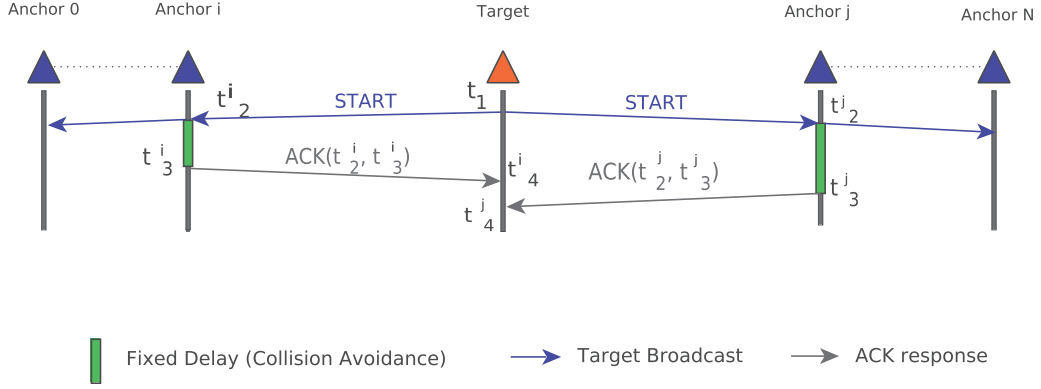 Anchor 0 Anchor i Target Anchor j Anchor N
t^i_2 START t_1 START t^j_2
t^i_3 ACK(t^i_2, t^i_3) t^i_4 ACK(t^j_2, t^j_3) t^j_3
t^j_4
Fixed Delay (Collision Avoidance) Target Broadcast ACK response